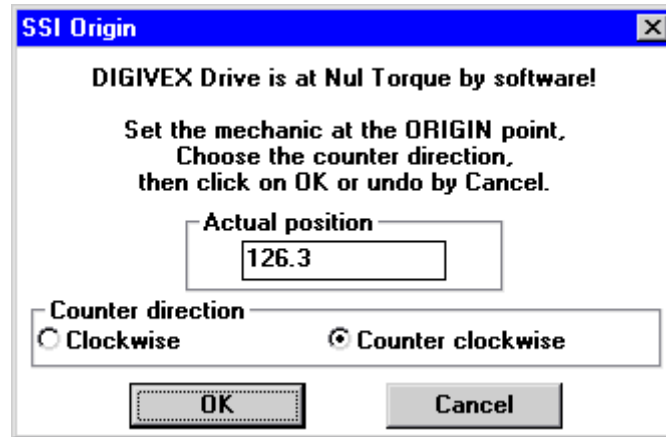 SSI Origin
DIGIVEX Drive is at Nul Torque by software!
Set the mechanic at the ORIGIN point,
Choose the counter direction,
then click on OK or undo by Cancel.
Actual position
126.3
Counter direction
Clockwise Counter clockwise
OK Cancel